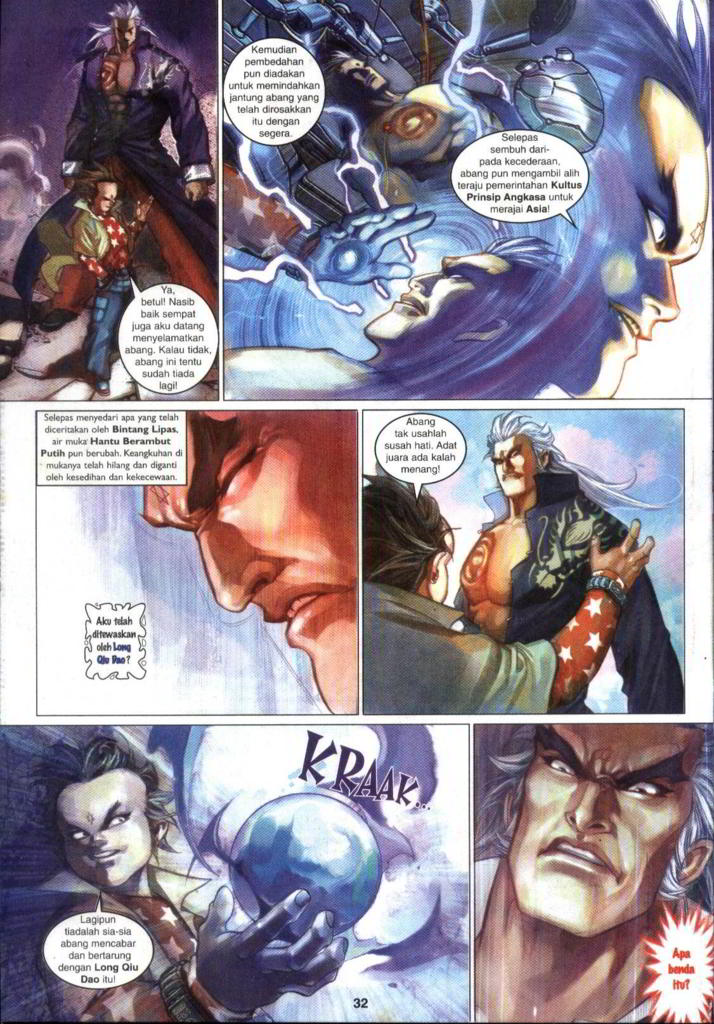 Ya,
betul! Nasib
baik sempat
juga aku datang
menyelamatkan
abang. Kalau tidak,
abang ini tentu
sudah tiada
lagi!
Kemudian
pembedahan
pun diadakan
untuk memindahkan
jantung abang yang
telah dirosakkan
itu dengan
segera.
Selepas
sembuh dari-
pada kecederaan,
abang pun mengambil alih
teraju pemerintahan Kultus
Prinsip Angkasa untuk
merajai Asia!
Selepas menyedari apa yang telah
diceritakan oleh Bintang Lipas,
air muka Hantu Berambut
Putih pun berubah. Keangkuhan di
mukanya telah hilang dan diganti
oleh kesedihan dan kekecewaan.
Aku telah
ditewaskan
oleh Long
Qiu Dao?
Abang
tak usahlah
susah hati. Adat
juara ada kalah
menang!
KRAAK...
Lagipun
tiadalah sia-sia
abang mencabar
dan bertarung
dengan Long Qiu
Dao itu!
Apa
benda
itu?
32